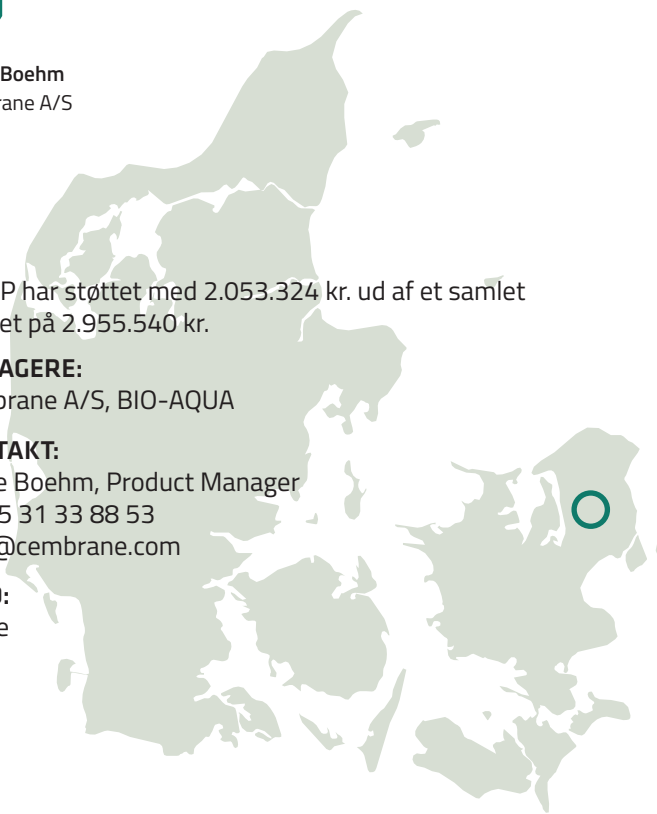 Boehm
rane A/S
P har støttet med 2.053.324 kr. ud af et samlet
et på 2.955.540 kr.
AGERE:
brane A/S, BIO-AQUA
TAKT:
e Boehm, Product Manager
5 31 33 88 53
@cembrane.com
:
e